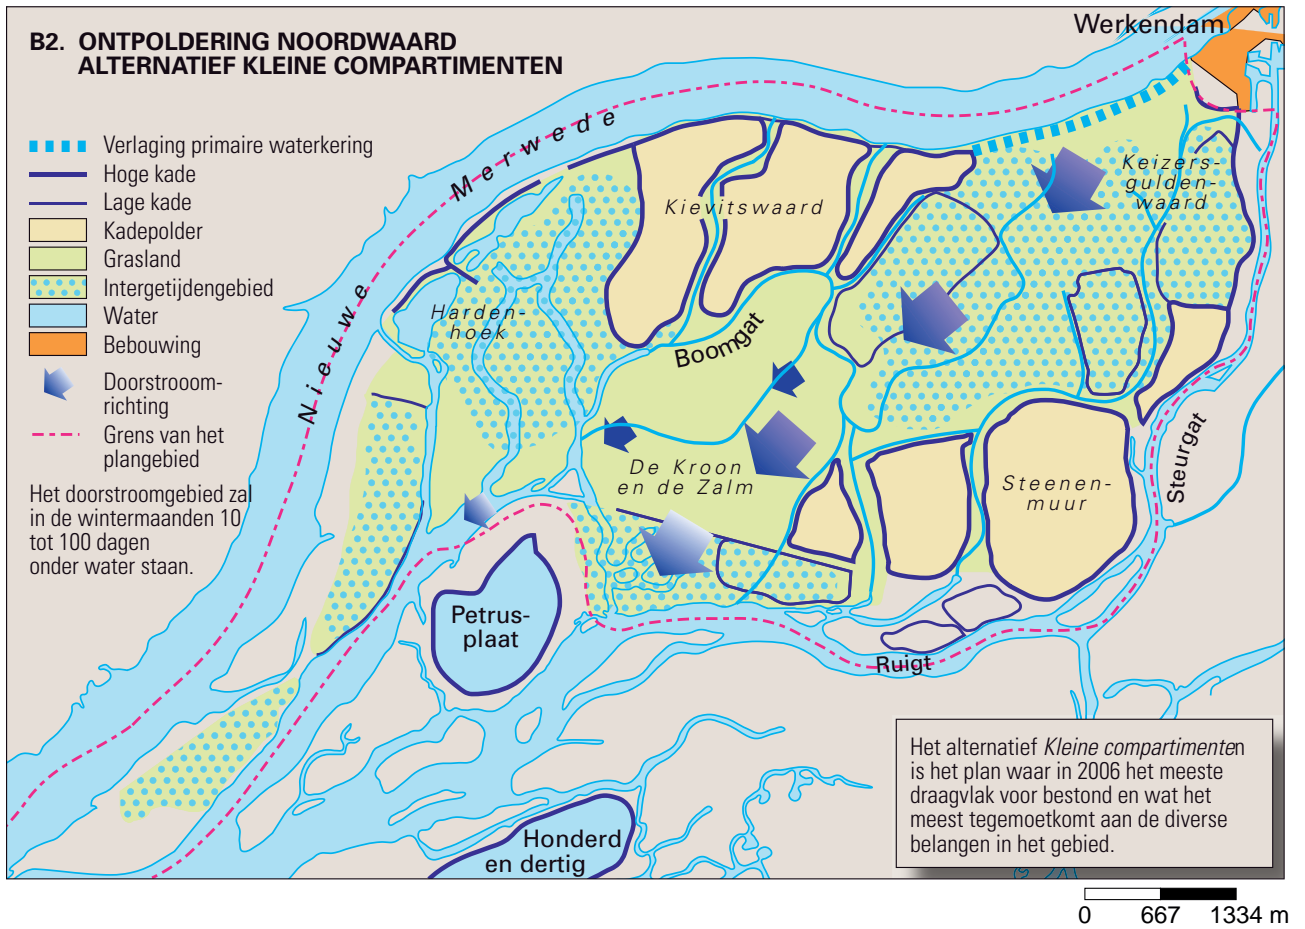 B2. ONTPOLDERING NOORDWAARD
ALTERNATIEF KLEINE COMPARTIMENTEN
Verlaging primaire waterkering
Hoge kade
Lage kade
Kadepolder
Grasland
Intergetijdengebied
Water
Bebouwing
Doorstrooom-
richting
Grens van het
plangebied
Het doorstroomgebied zal
in de wintermaanden 10
tot 100 dagen
onder water staan.
Werkendam
Nieuwe Merwede
Keizers-
gulden-
waard
Kievitswaard
Harden-
hoek
Boomgat
De Kroon
en de Zalm
Steenen-
muur
Steurgat
Petrus-
plaat
Ruigt
Honderd
en dertig
Het alternatief Kleine compartimenten
is het plan waar in 2006 het meeste
draagvlak voor bestond en wat het
meest tegemoetkomt aan de diverse
belangen in het gebied.
0 667 1334 m